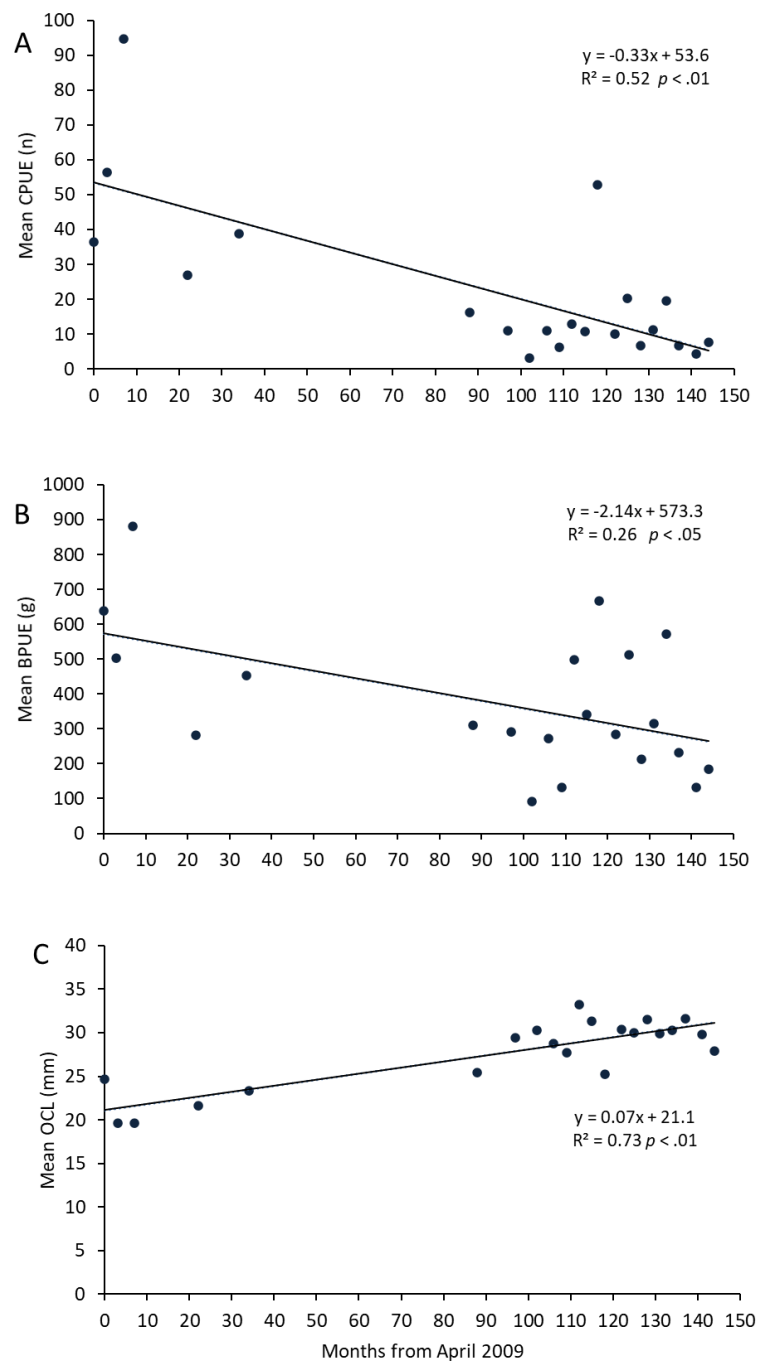 A
Mean CPUE (n)
100
90
80
70
60
50
40
30
20
10
0
y = -0.33x + 53.6
R² = 0.52 p < .01
0 10 20 30 40 50 60 70 80 90 100 110 120 130 140 150
B
Mean BPUE (g)
1000
900
800
700
600
500
400
300
200
100
0
y = -2.14x + 573.3
R² = 0.26 p < .05
0 10 20 30 40 50 60 70 80 90 100 110 120 130 140 150
C
Mean OCL (mm)
40
35
30
25
20
15
10
5
0
y = 0.07x + 21.1
R² = 0.73 p < .01
0 10 20 30 40 50 60 70 80 90 100 110 120 130 140 150
Months from April 2009